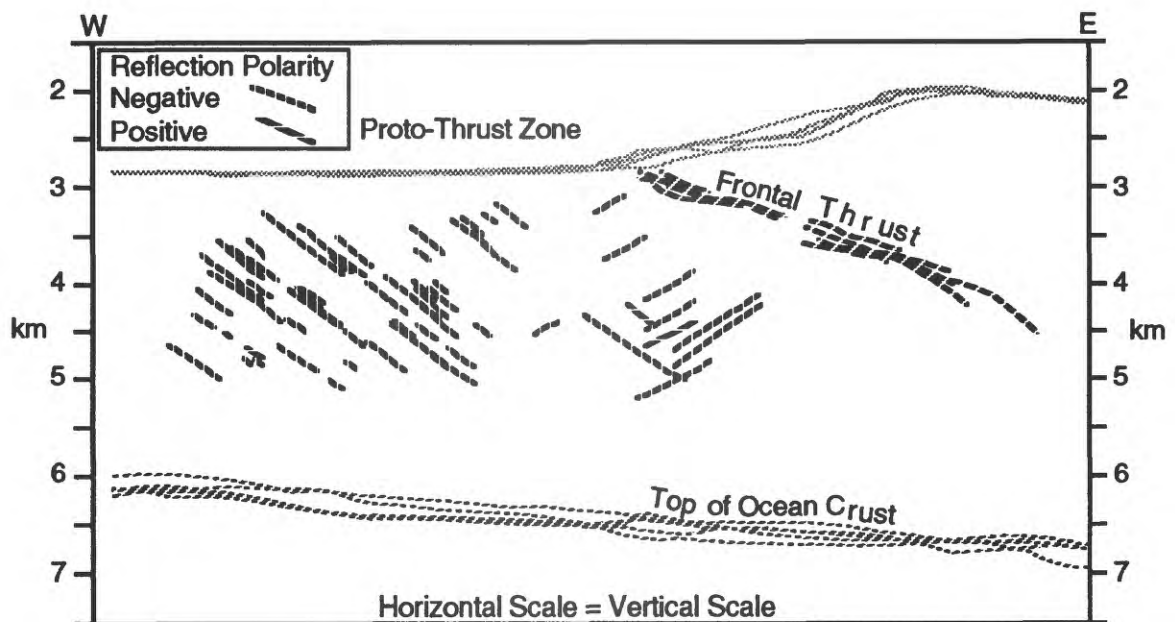 W E
Reflection Polarity
Negative
Positive
Proto-Thrust Zone
Frontal Thrust
Top of Ocean Crust
Horizontal Scale = Vertical Scale
2
3
4
km
5
6
7
2
3
4
km
5
6
7